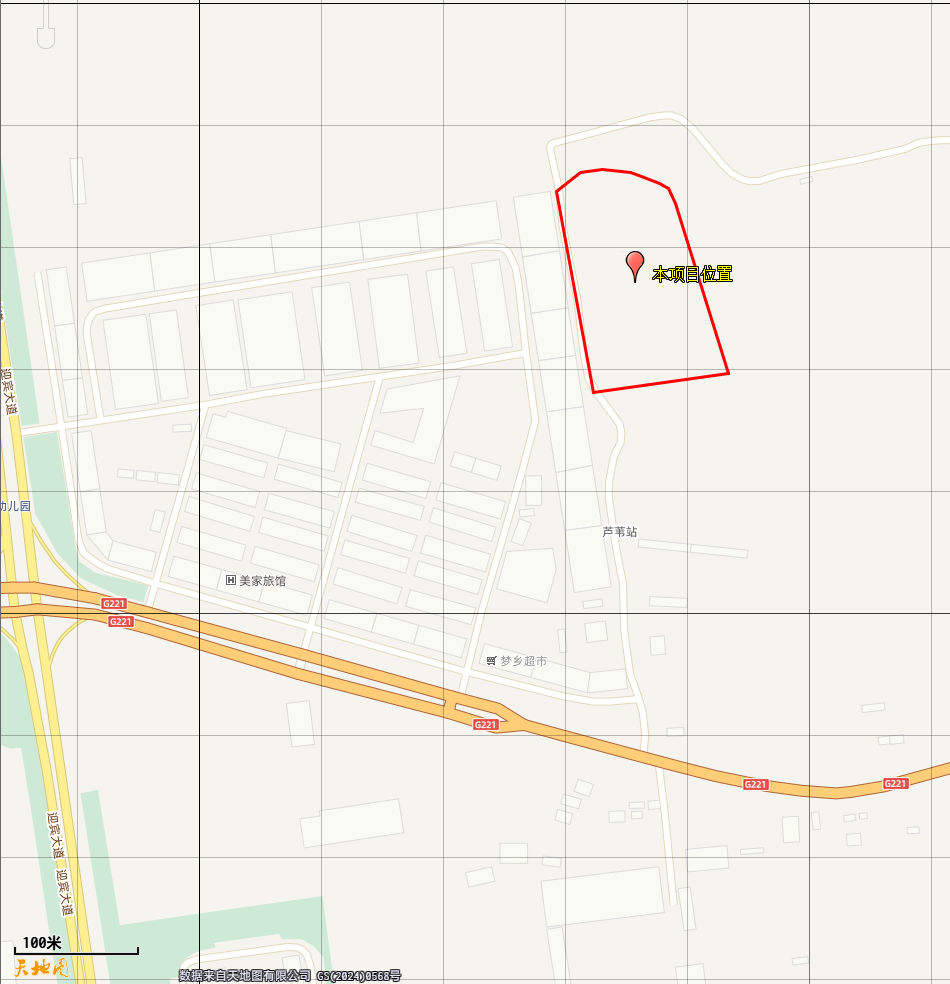 本项目位置
迎宾大道
幼儿园
芦苇站
美家旅馆
G221
G221
梦乡超市
G221
G221
G221
迎宾大道
迎宾大道
100米
天地图
数据来自天地图有限公司 GS(2024)0568号